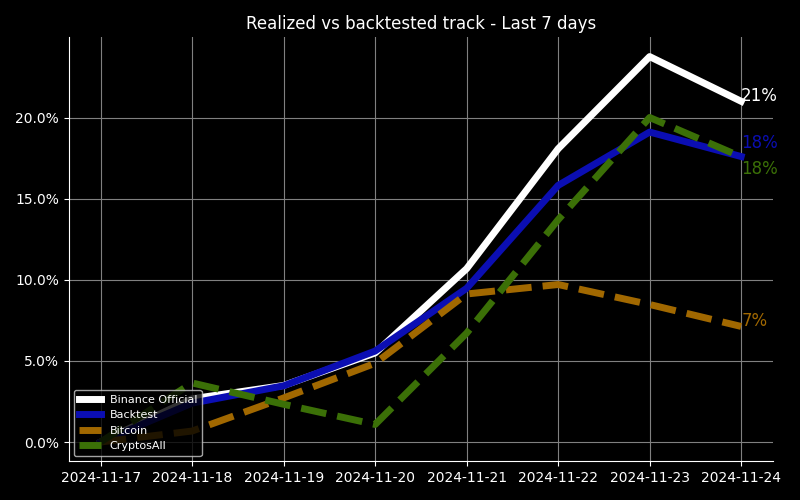 Realized vs backtested track - Last 7 days
21%
20.0%
18%
18%
15.0%
10.0%
7%
5.0%
0.0%
Binance Official
Backtest
Bitcoin
CryptosAll
2024-11-17 2024-11-18 2024-11-19 2024-11-20 2024-11-21 2024-11-22 2024-11-23 2024-11-24